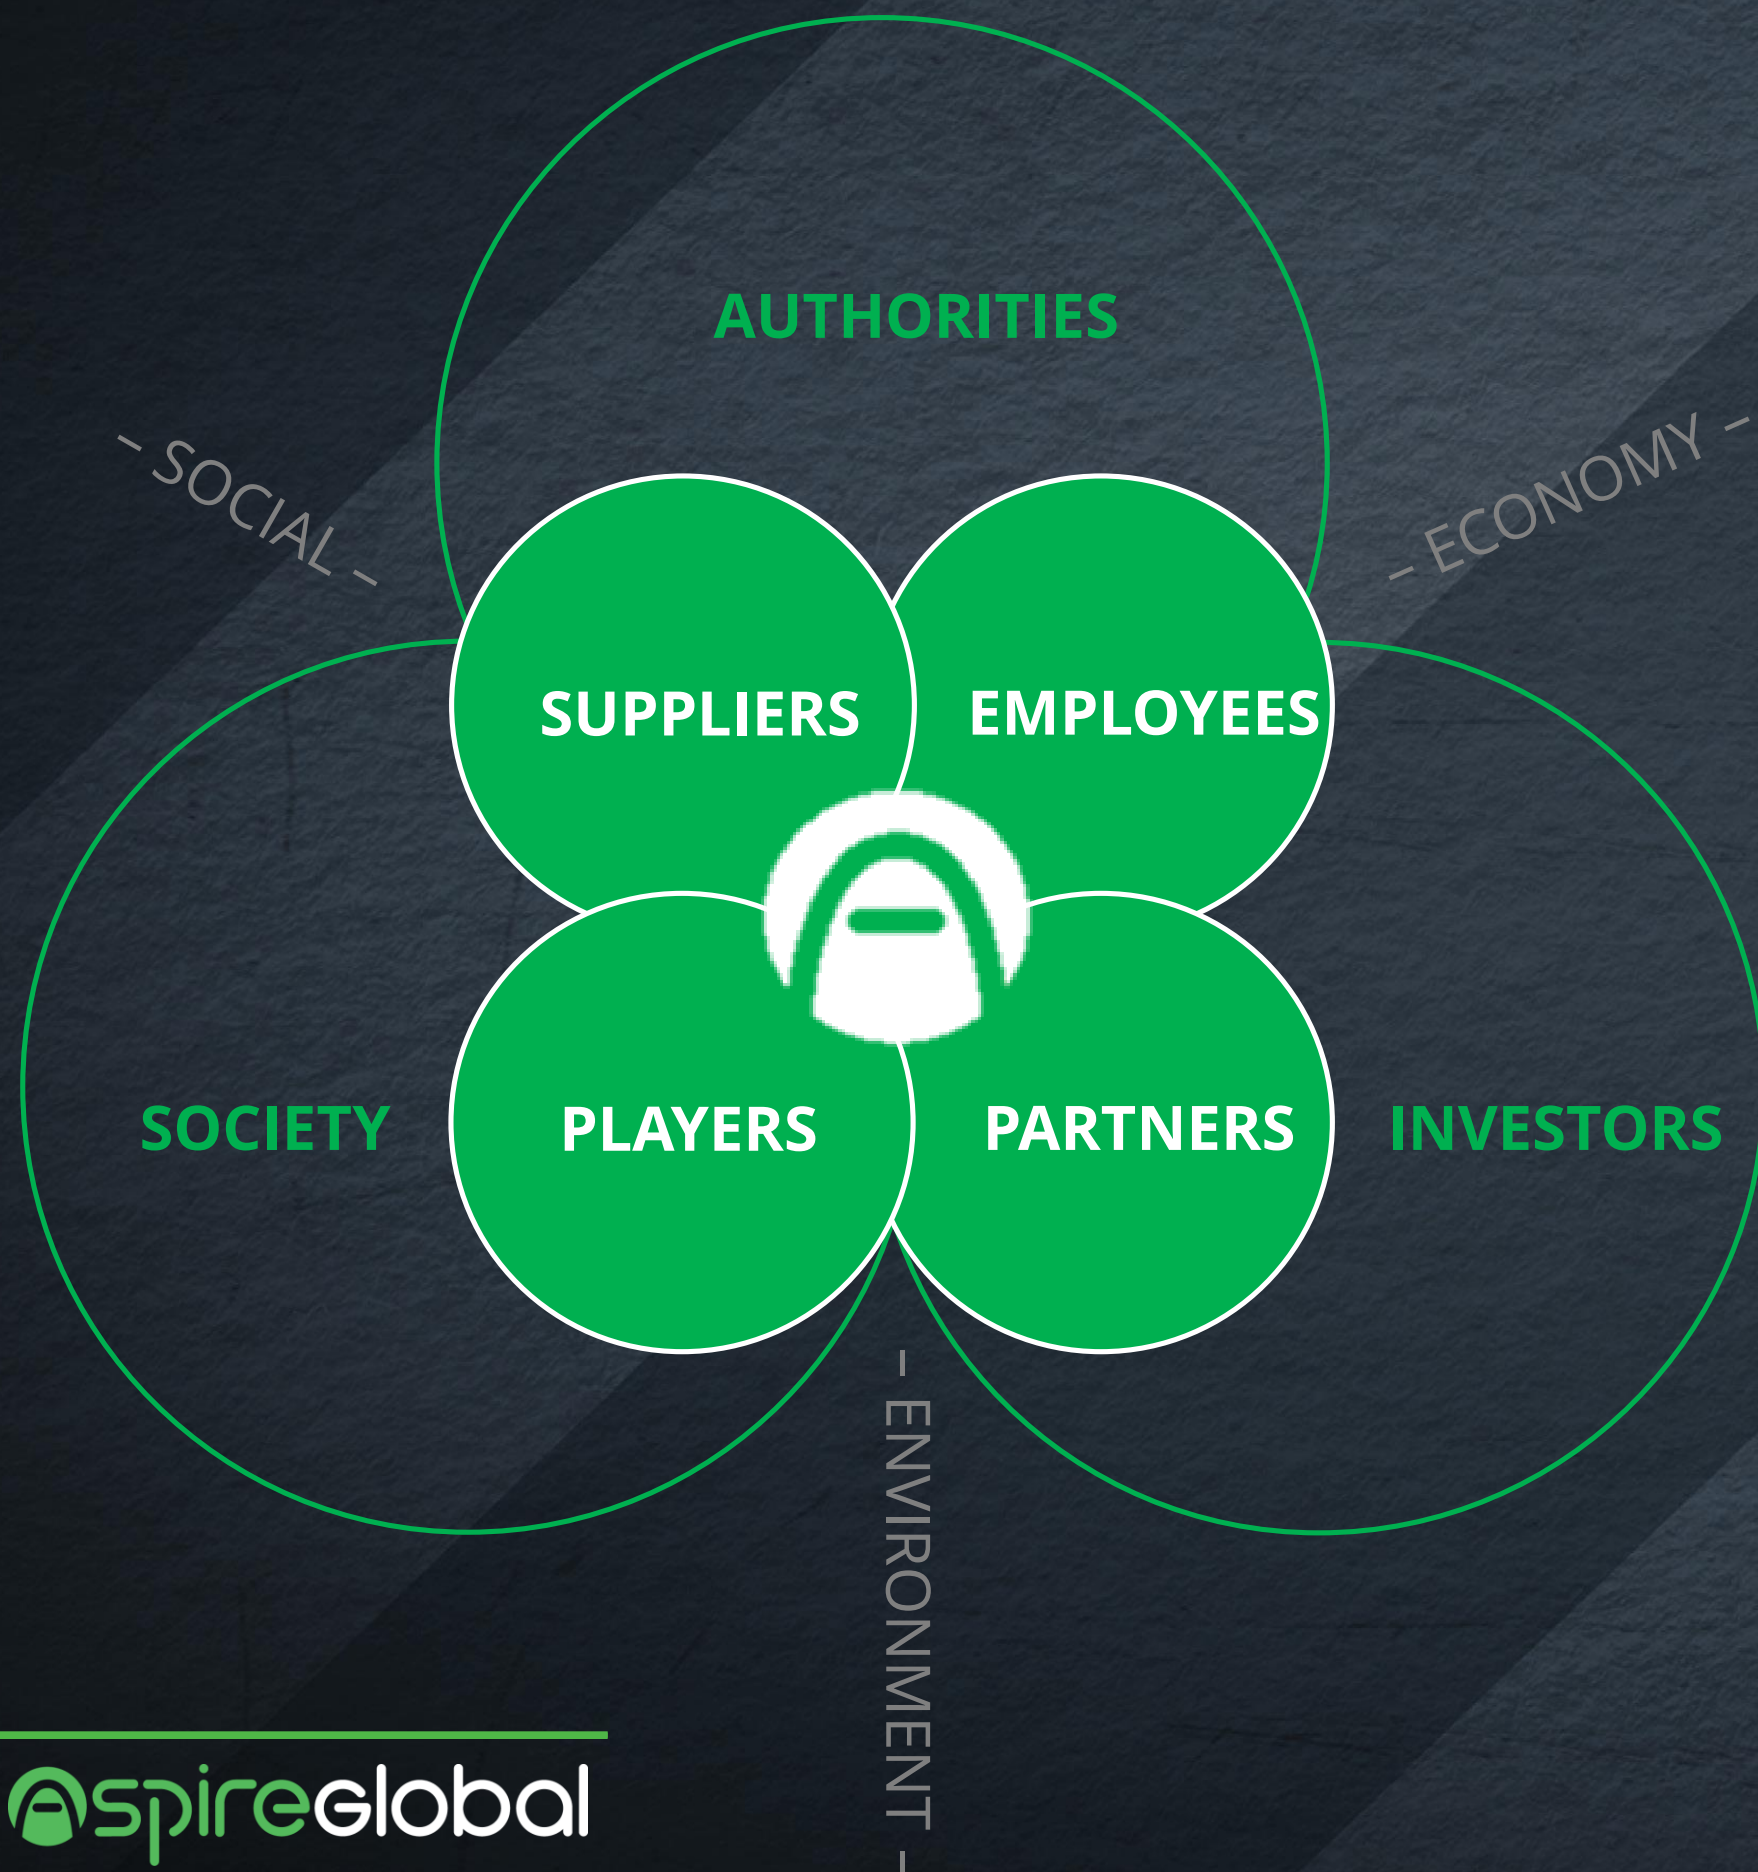 AUTHORITIES
– SOCIAL –
– ECONOMY –
SUPPLIERS
EMPLOYEES
SOCIETY
PLAYERS
PARTNERS
INVESTORS
– ENVIRONMENT –
aspireglobal